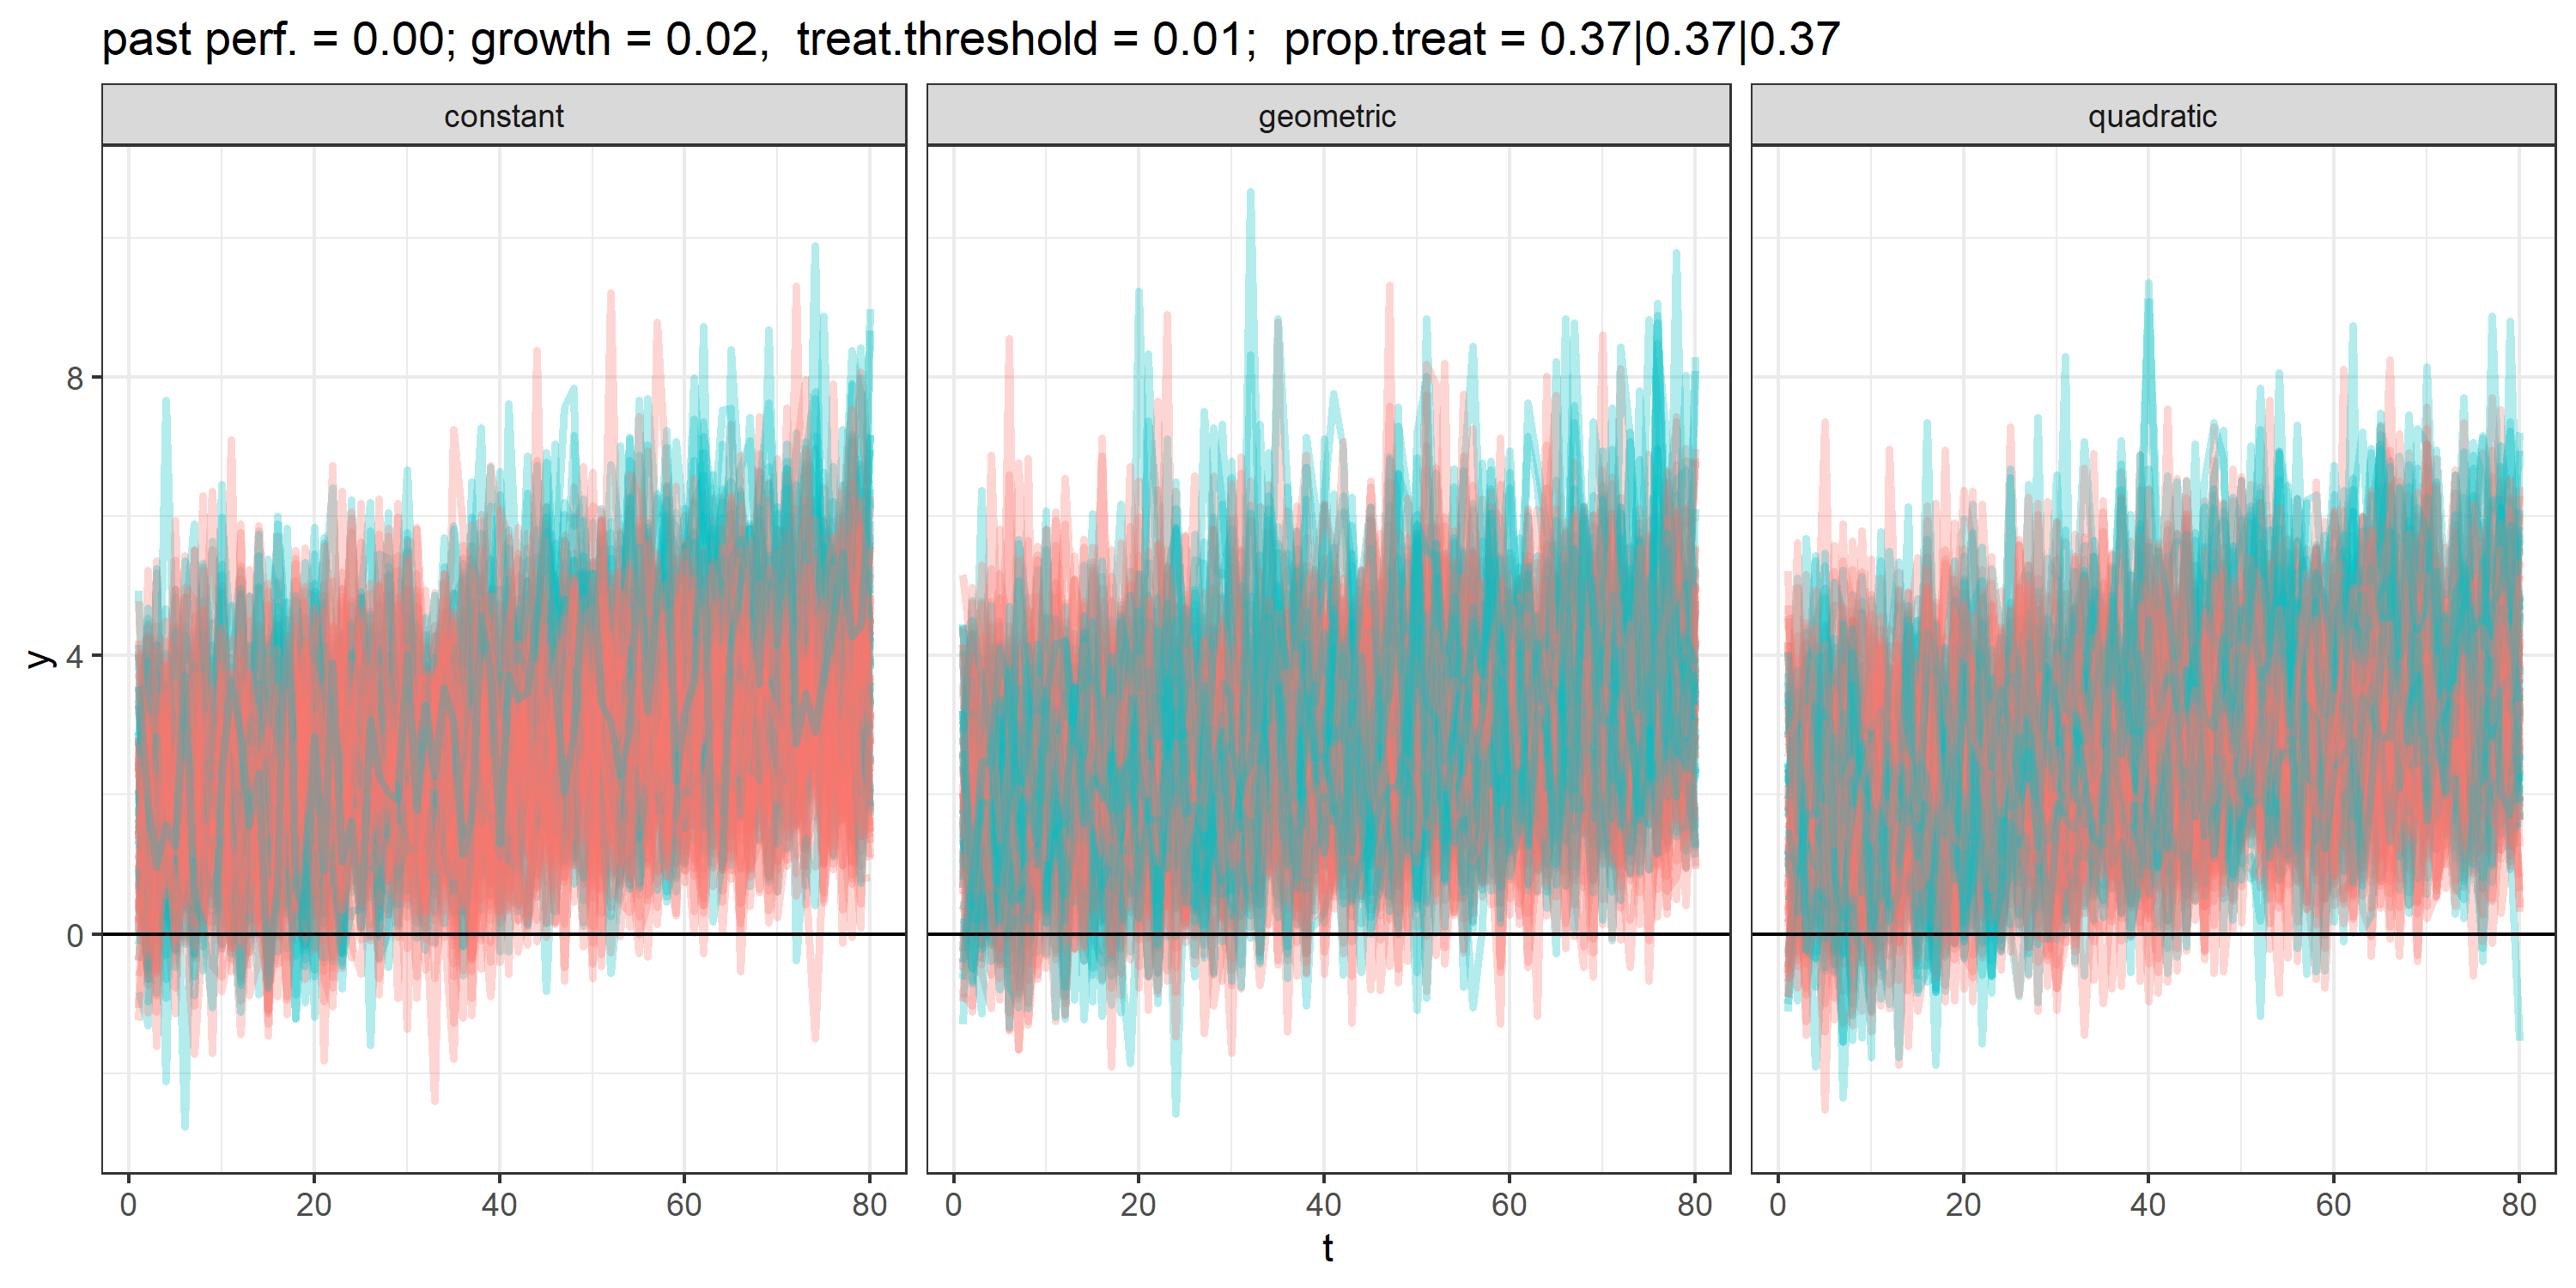 past perf. = 0.00; growth = 0.02,  treat.threshold = 0.01;  prop.treat = 0.37|0.37|0.37
constant geometric quadratic
8
4
0
y
0 20 40 60 80 0 20 40 60 80 0 20 40 60 80
t